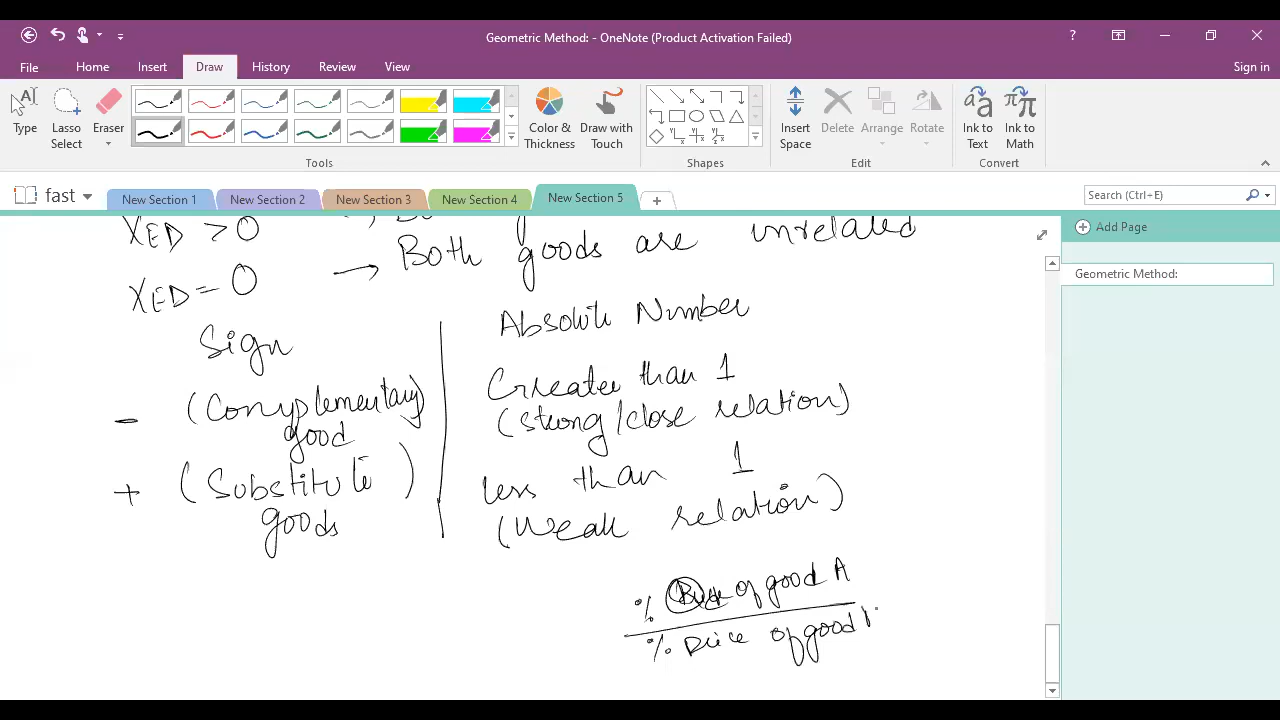 Geometric Method: - OneNote (Product Activation Failed)
?
File Home Insert Draw History Review View
Sign in
Type
Lasso Select
Eraser
Color & Thickness
Draw with Touch
Insert Space
Delete
Arrange
Rotate
Ink to Text
Ink to Math
Tools
Shapes
Edit
Convert
fast
New Section 1
New Section 2
New Section 3
New Section 4
New Section 5
Search (Ctrl+E)
Add Page
Geometric Method:
XED > 0
XED = 0 → Both goods are unrelated
Sign
- (Complementary) good
+ (Substitute) goods
Absolute Number
Greater than 1
(strong/close relation)
less than 1
(Weak relation)
% of good A
% Price of good